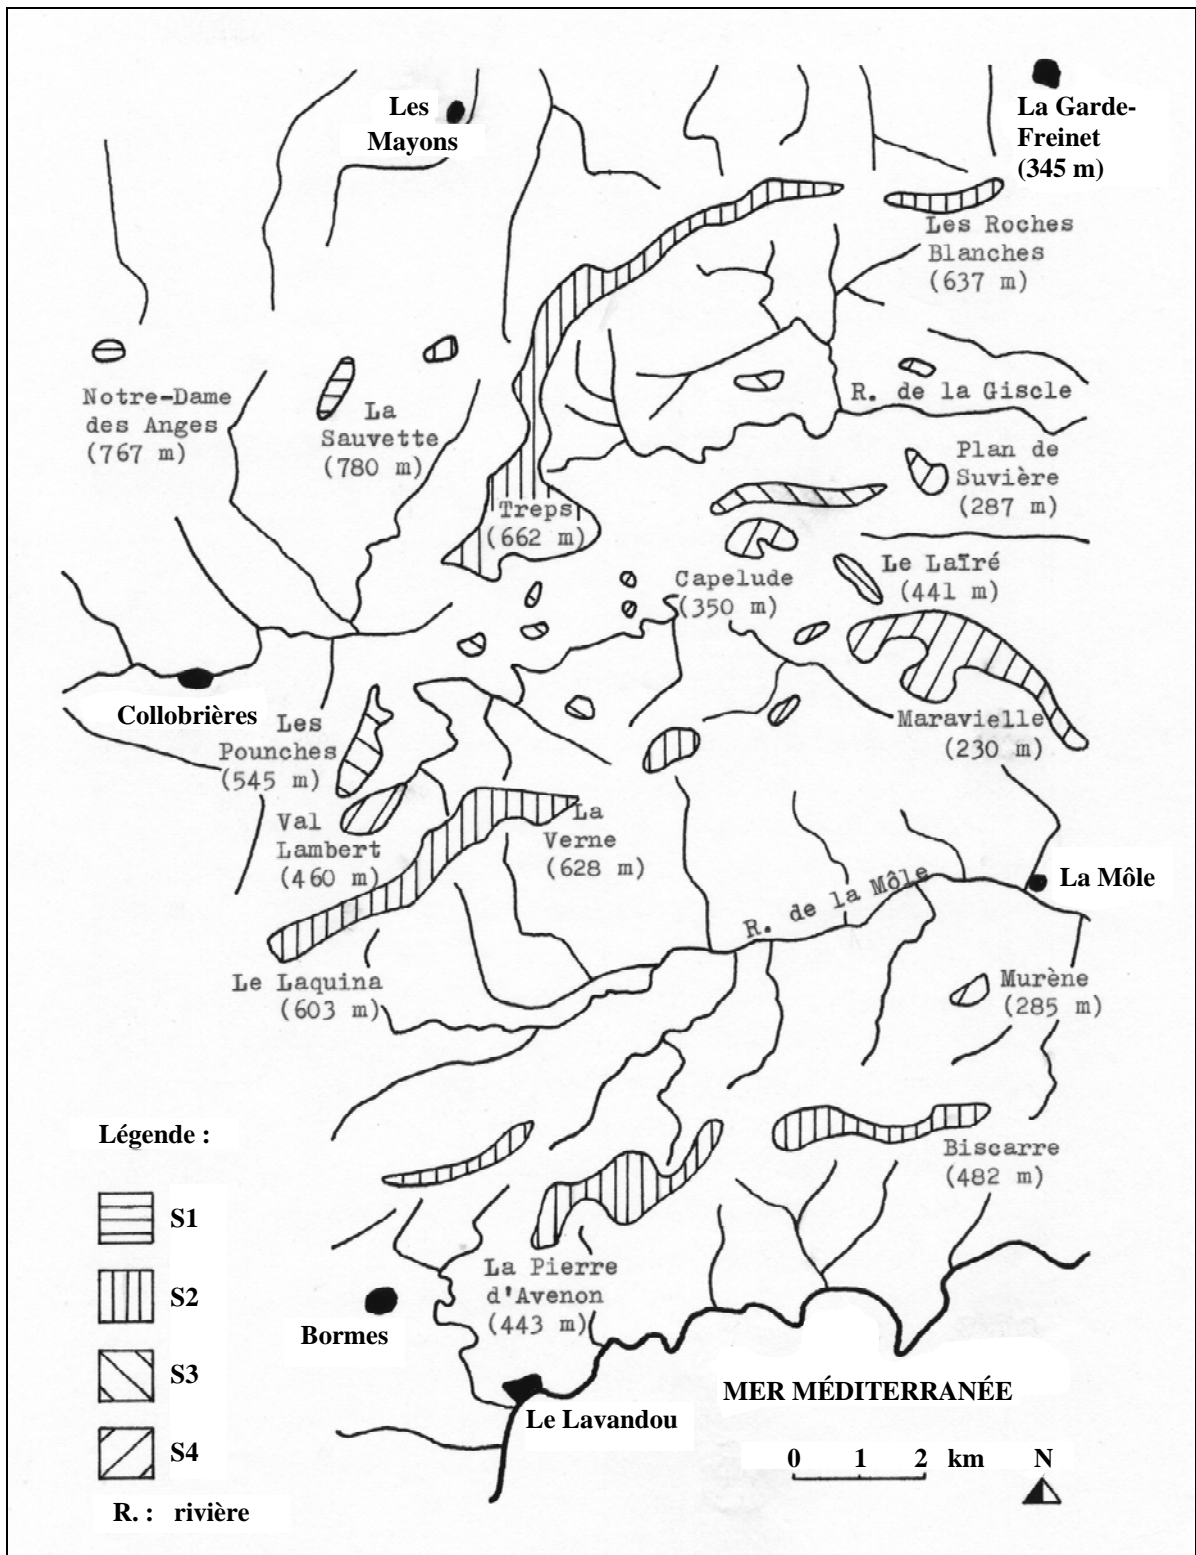 Les
Mayons
La Garde-
Freinet
(345 m)
Les Roches
Blanches
(637 m)
Notre-Dame
des Anges
(767 m)
La
Sauvette
(780 m)
R. de la Giscle
Plan de
Suvière
(287 m)
Treps
(662 m)
Capelude
(350 m)
Le Laïré
(441 m)
Collobrières
Les
Pounches
(545 m)
Maravielle
(230 m)
Val
Lambert
(460 m)
La
Verne
(628 m)
La Môle
R. de la Môle
Le Laquina
(603 m)
Murène
(285 m)
Légende :
S1
S2
S3
S4
R. : rivière
Biscarre
(482 m)
La Pierre
d'Avenon
(443 m)
Bormes
Le Lavandou
MER MÉDITERRANÉE
0 1 2 km N